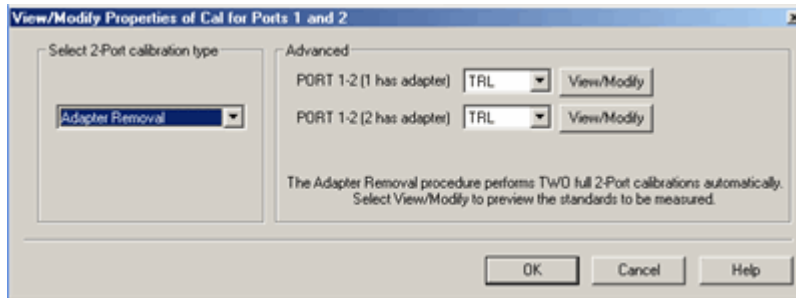 View/Modify Properties of Cal for Ports 1 and 2
Select 2-Port calibration type
Adapter Removal
Advanced
PORT 1-2 (1 has adapter) TRL View/Modify
PORT 1-2 (2 has adapter) TRL View/Modify
The Adapter Removal procedure performs TWO full 2-Port calibrations automatically.
Select View/Modify to preview the standards to be measured.
OK Cancel Help